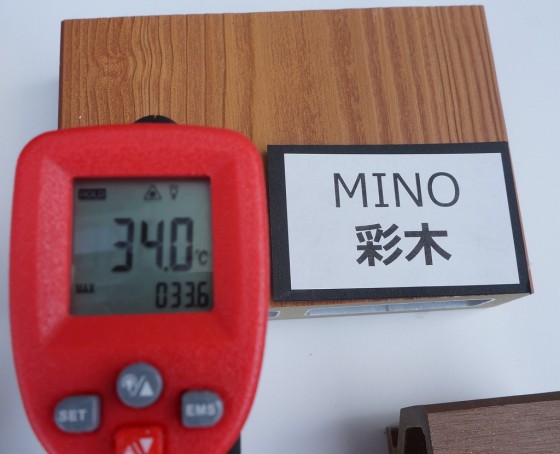 MINO
彩木
HOLD
34.0 °C
MAX 033.6
SET
EMS